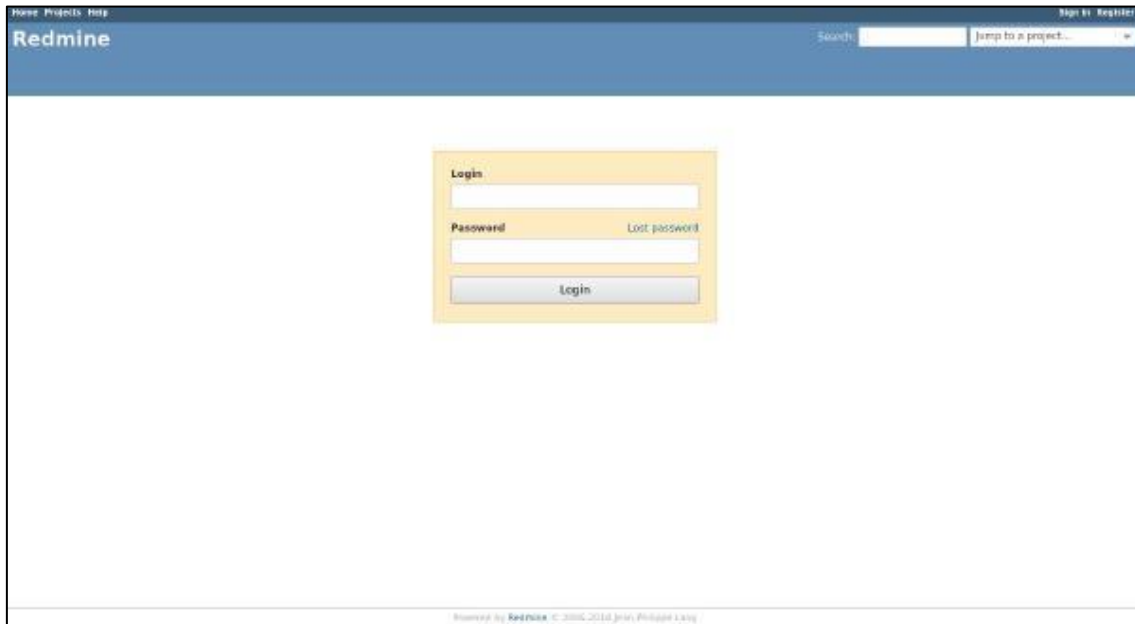 Home Projects Help
Sign in Register
Redmine
Search:
Jump to a project...
Login
Password
Lost password
Login
Powered by Redmine © 2006-2018 Jean-Philippe Lang